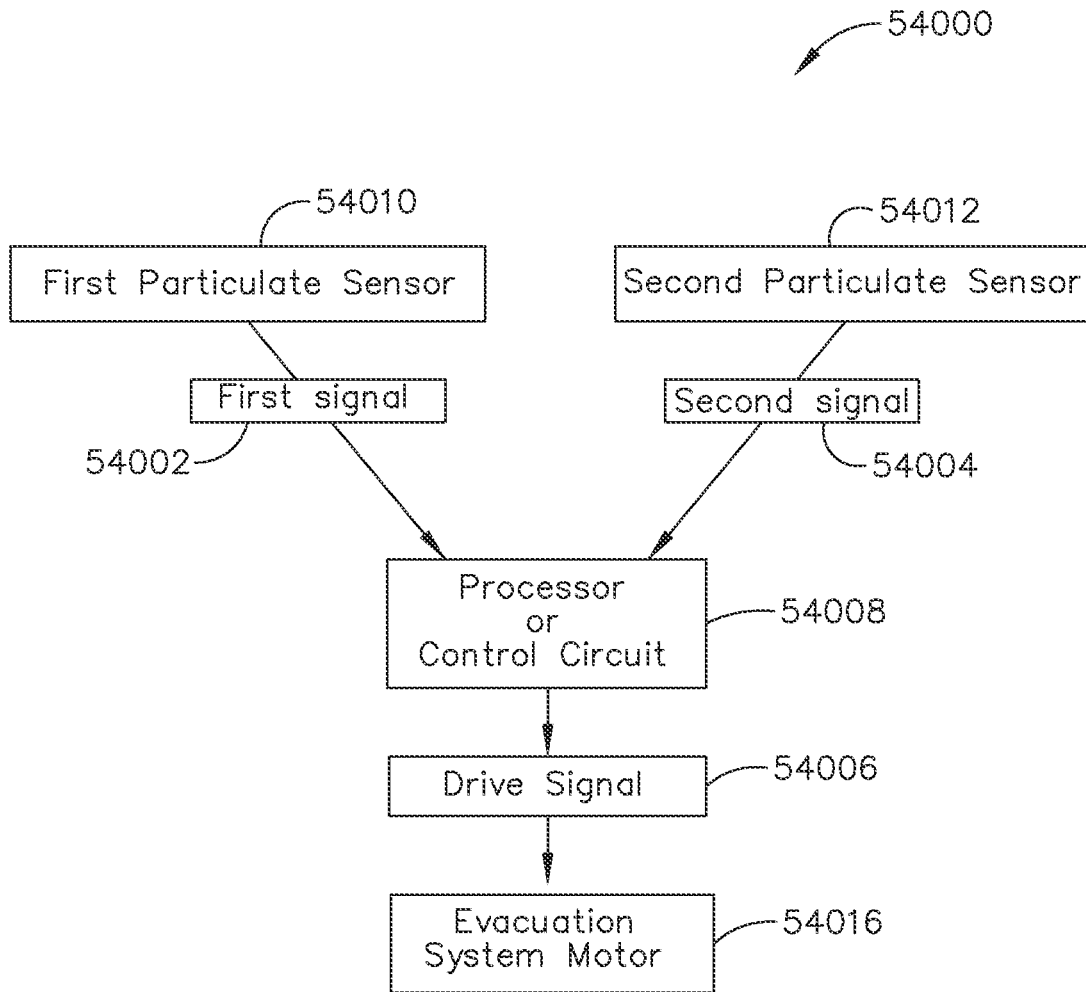 54000
54010
54012
First Particulate Sensor
Second Particulate Sensor
First signal
Second signal
54002
54004
Processor
or
Control Circuit
54008
Drive Signal
54006
Evacuation
System Motor
54016